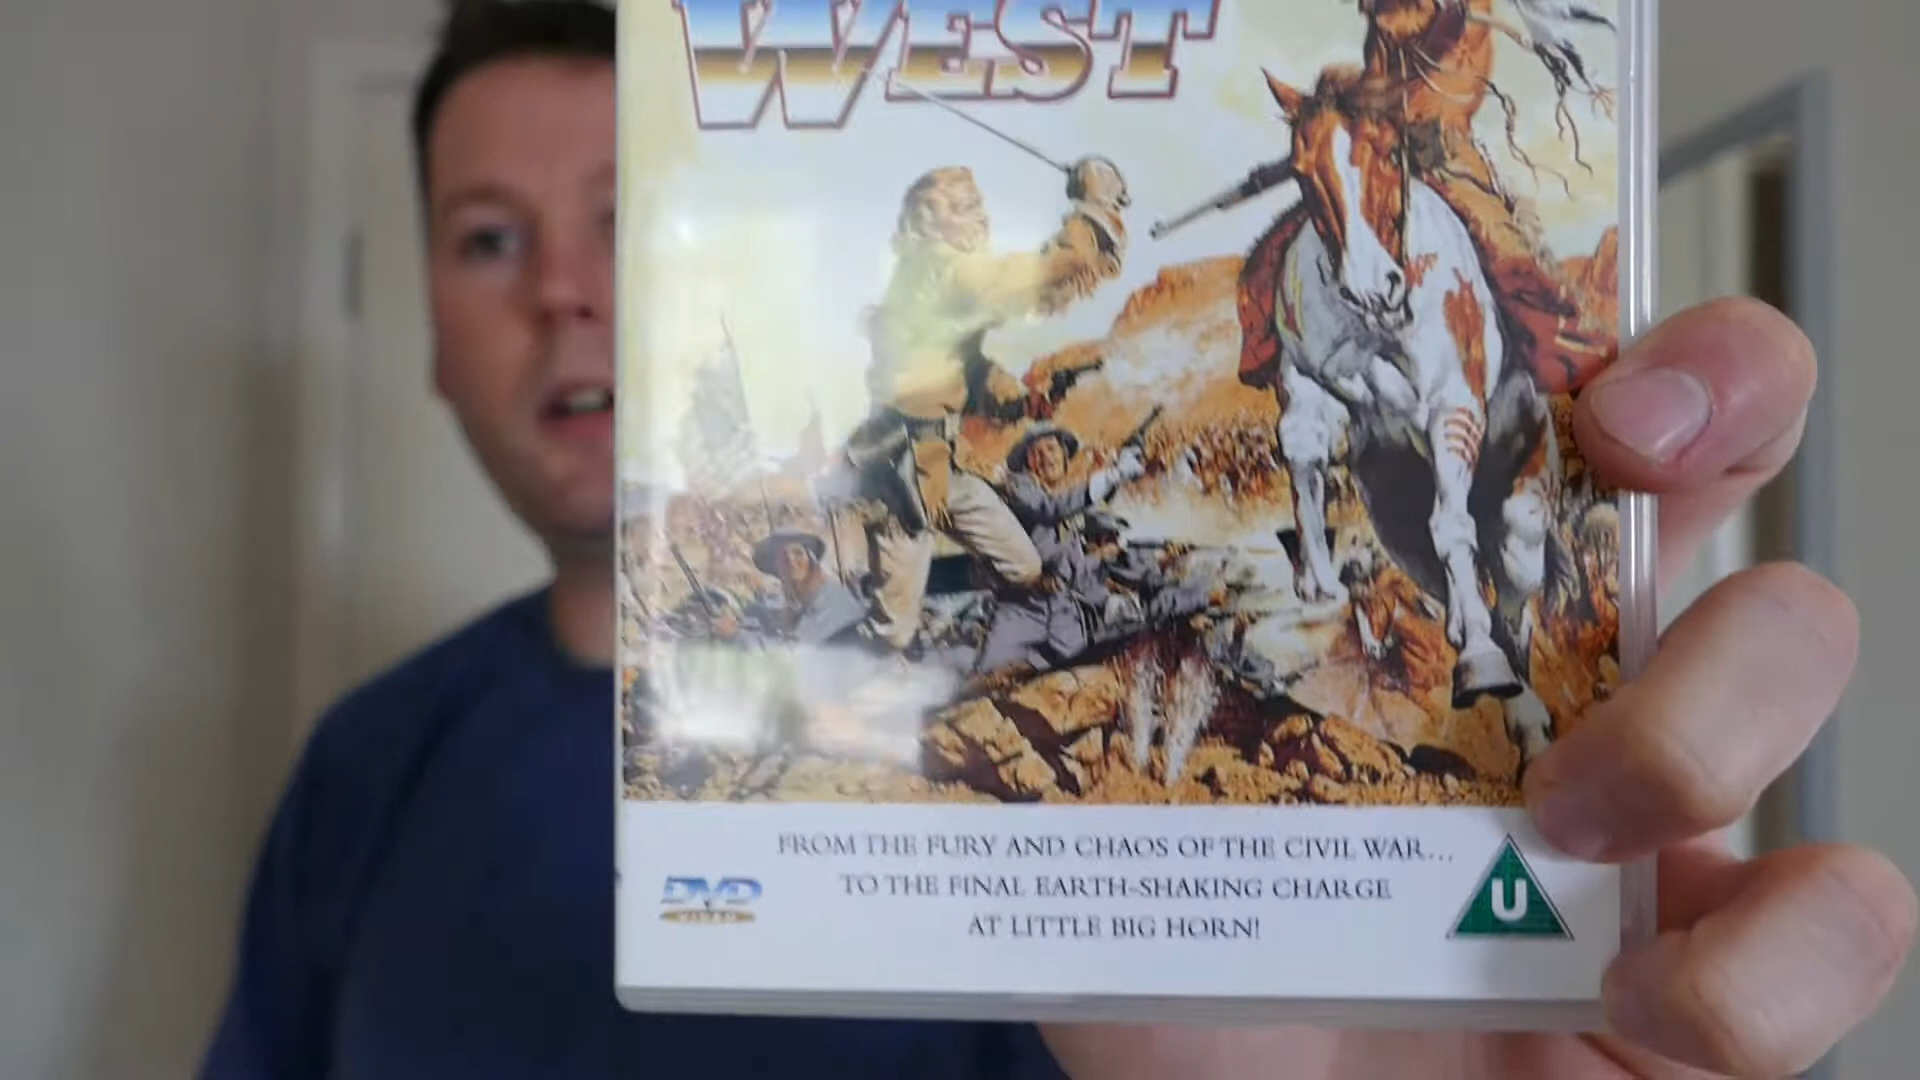 WEST
FROM THE FURY AND CHAOS OF THE CIVIL WAR...
TO THE FINAL EARTH-SHAKING CHARGE
AT LITTLE BIG HORN!
DVD
VIDEO
U